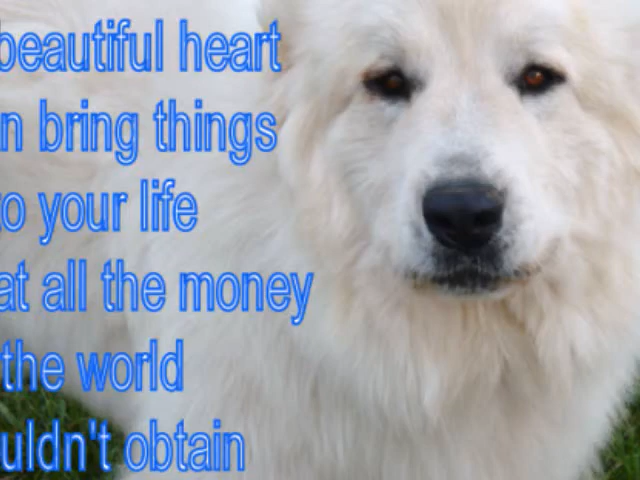 beautiful heart
n bring things
to your life
at all the money
the world
uldn't obtain